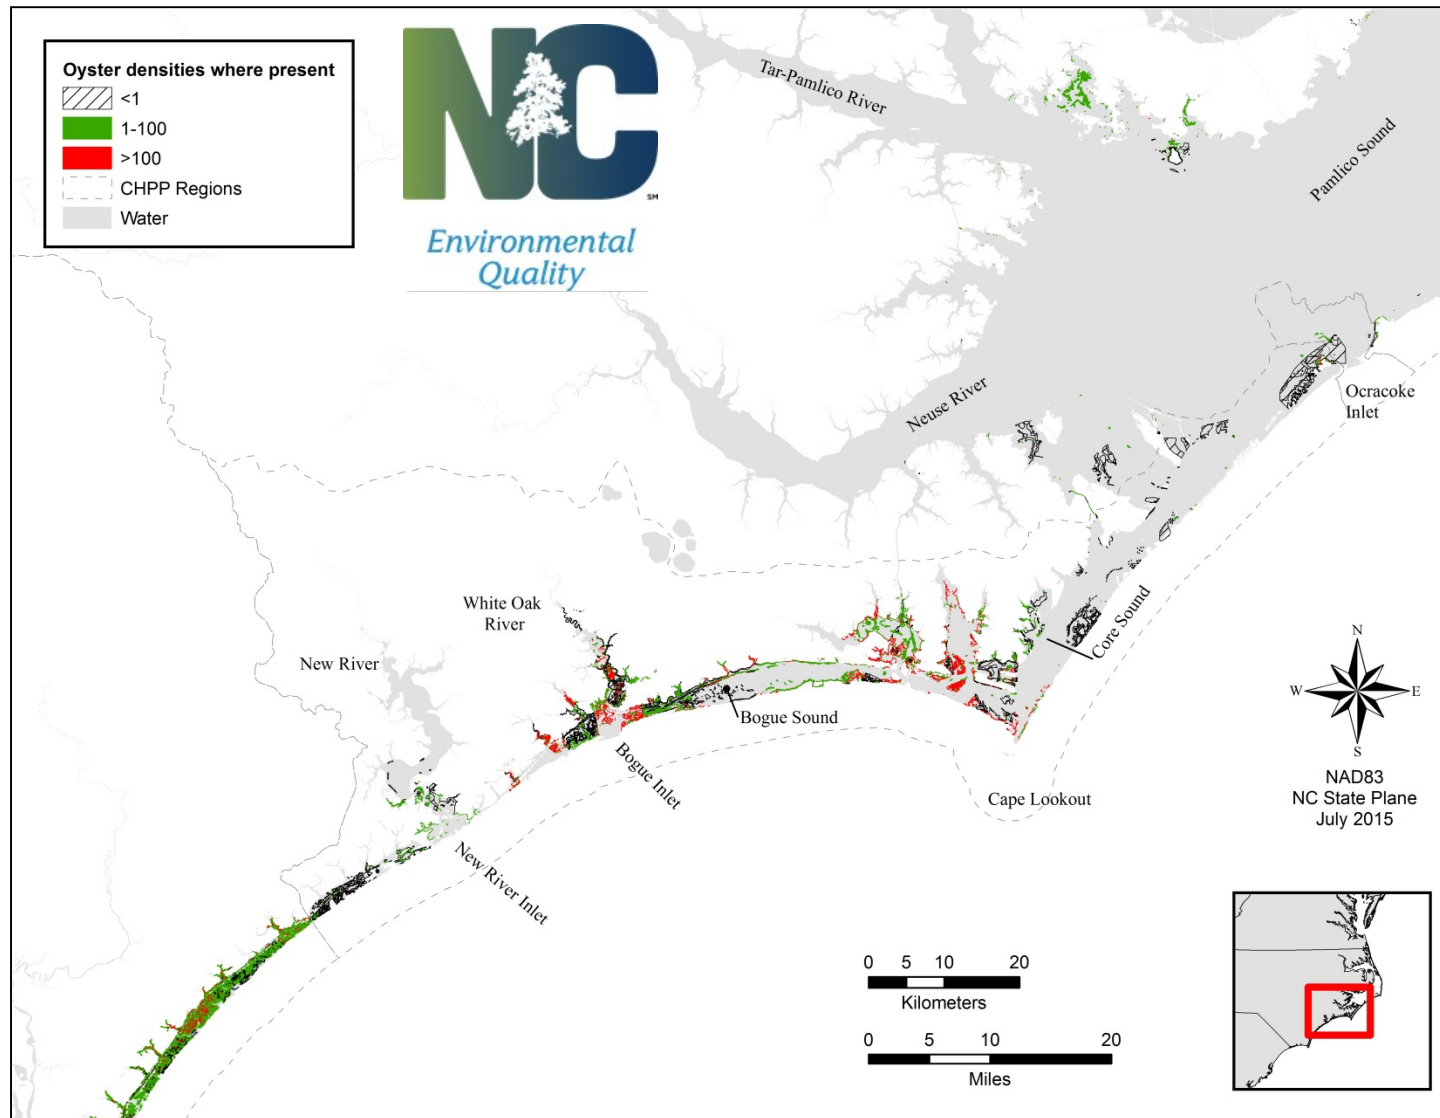 Oyster densities where present
<1
1-100
>100
CHPP Regions
Water
NC
SM
Environmental
Quality
Tar-Pamlico River
Pamlico Sound
Neuse River
Ocracoke
Inlet
White Oak
River
New River
Core Sound
Bogue Sound
Bogue Inlet
Cape Lookout
New River Inlet
N
W
E
S
NAD83
NC State Plane
July 2015
0 5 10 20
Kilometers
0 5 10 20
Miles